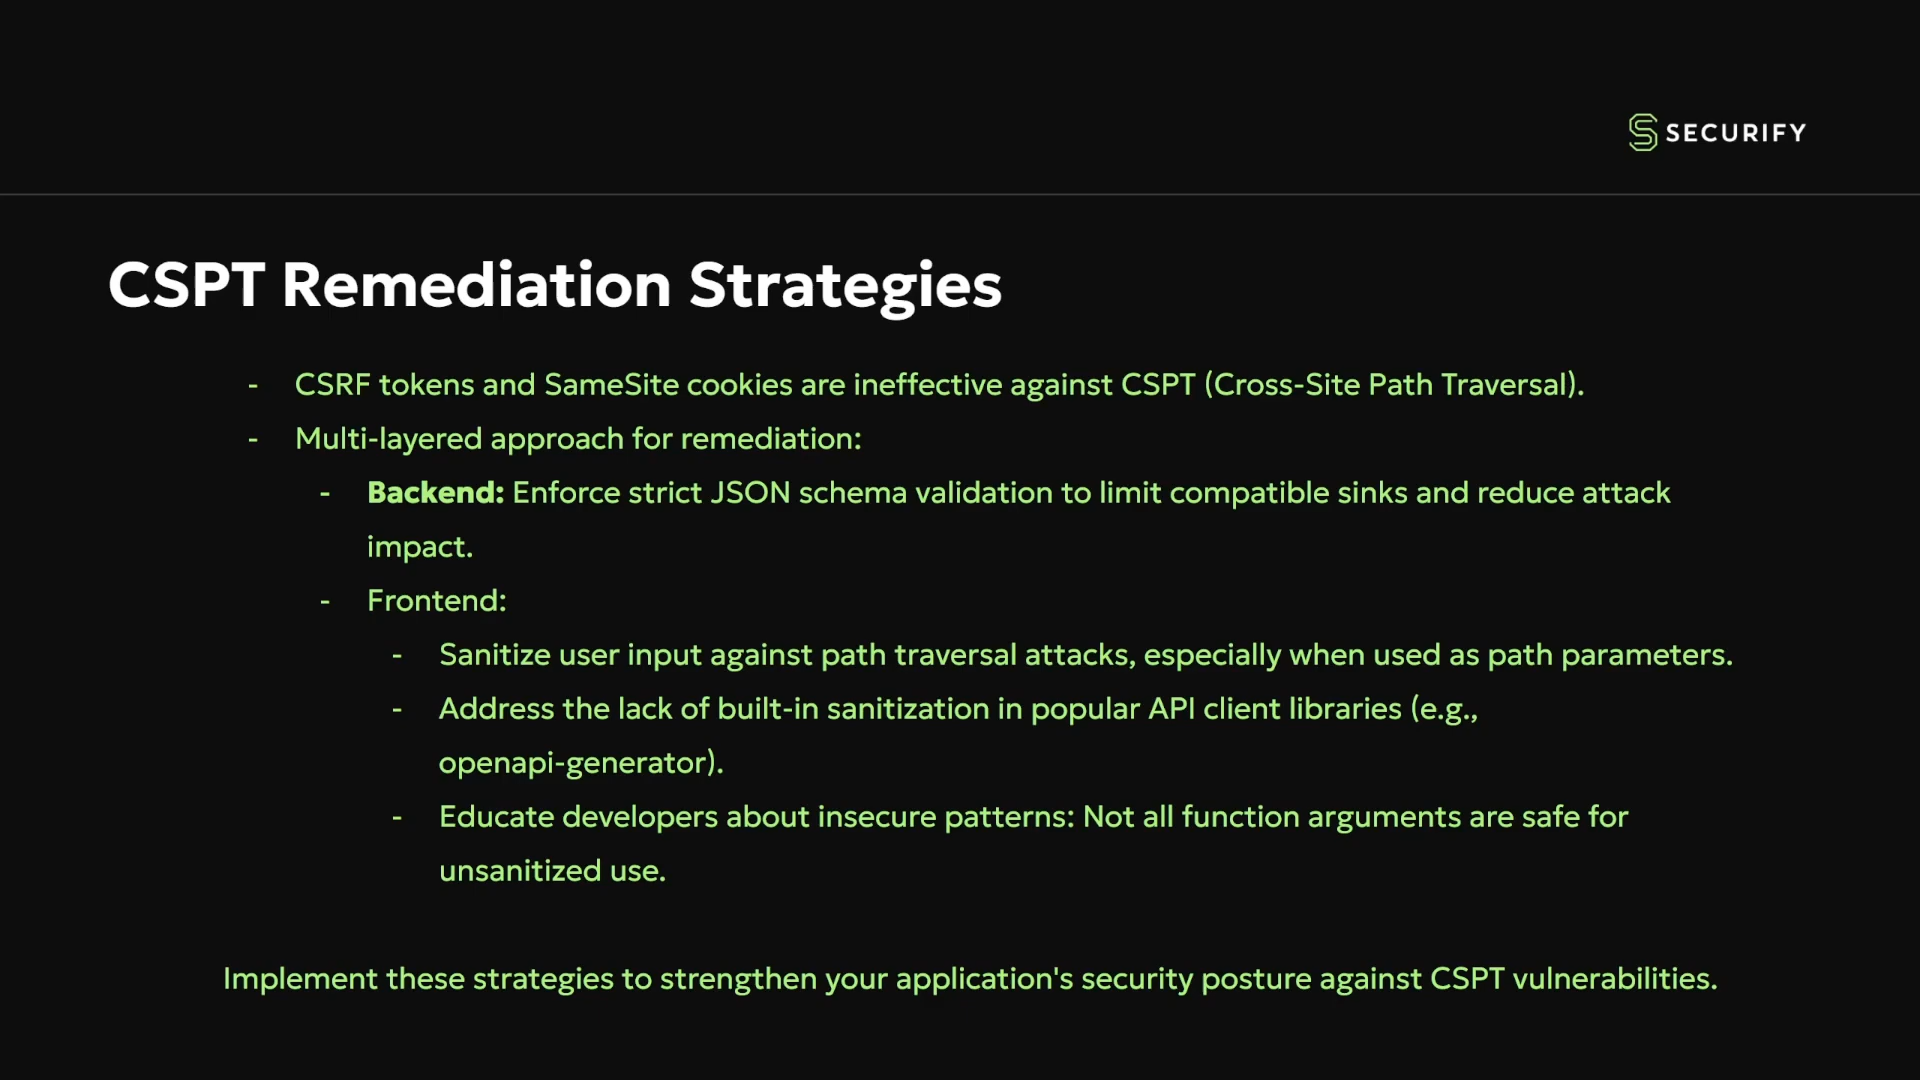 SECURIFY
CSPT Remediation Strategies
- CSRF tokens and SameSite cookies are ineffective against CSPT (Cross-Site Path Traversal).
- Multi-layered approach for remediation:
- Backend: Enforce strict JSON schema validation to limit compatible sinks and reduce attack
impact.
- Frontend:
- Sanitize user input against path traversal attacks, especially when used as path parameters.
- Address the lack of built-in sanitization in popular API client libraries (e.g.,
openapi-generator).
- Educate developers about insecure patterns: Not all function arguments are safe for
unsanitized use.
Implement these strategies to strengthen your application's security posture against CSPT vulnerabilities.